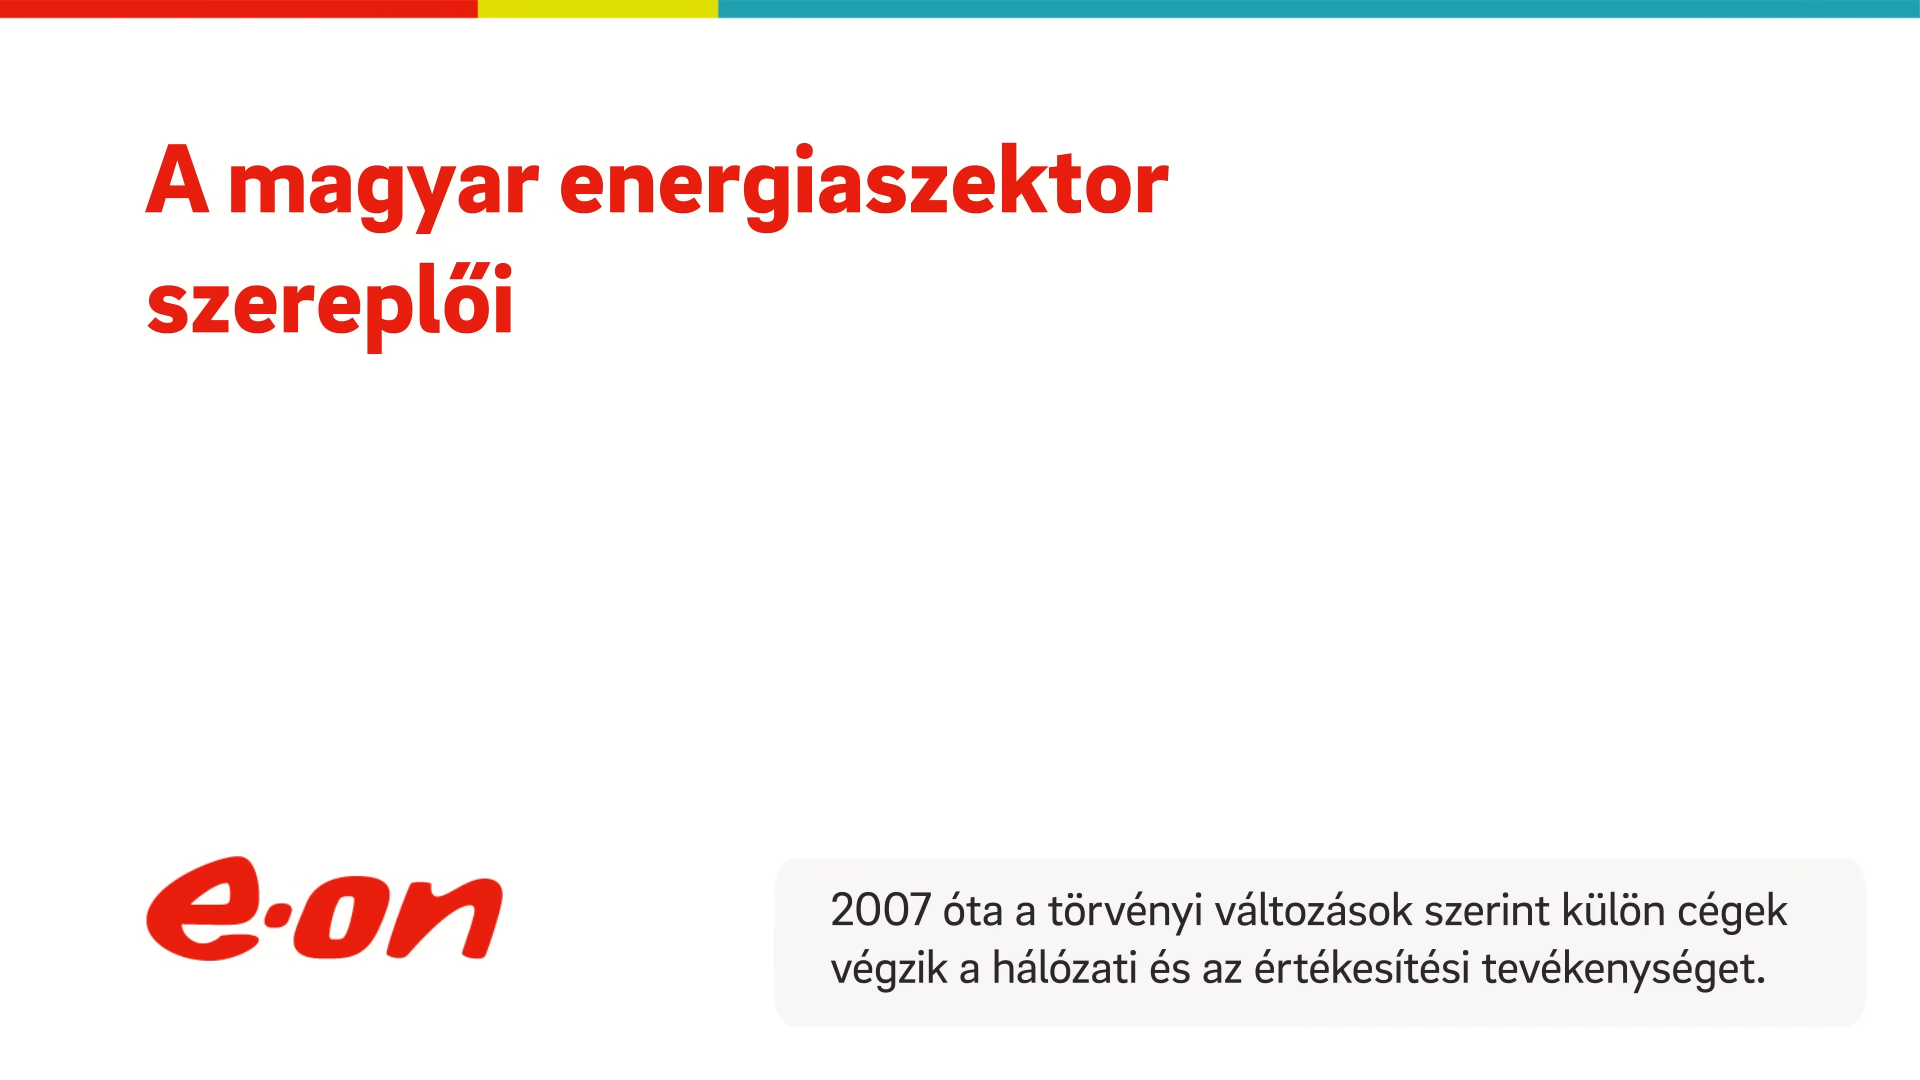 A magyar energiaszektor
szereplői
e·on
2007 óta a törvényi változások szerint külön cégek
végzik a hálózati és az értékesítési tevékenységet.